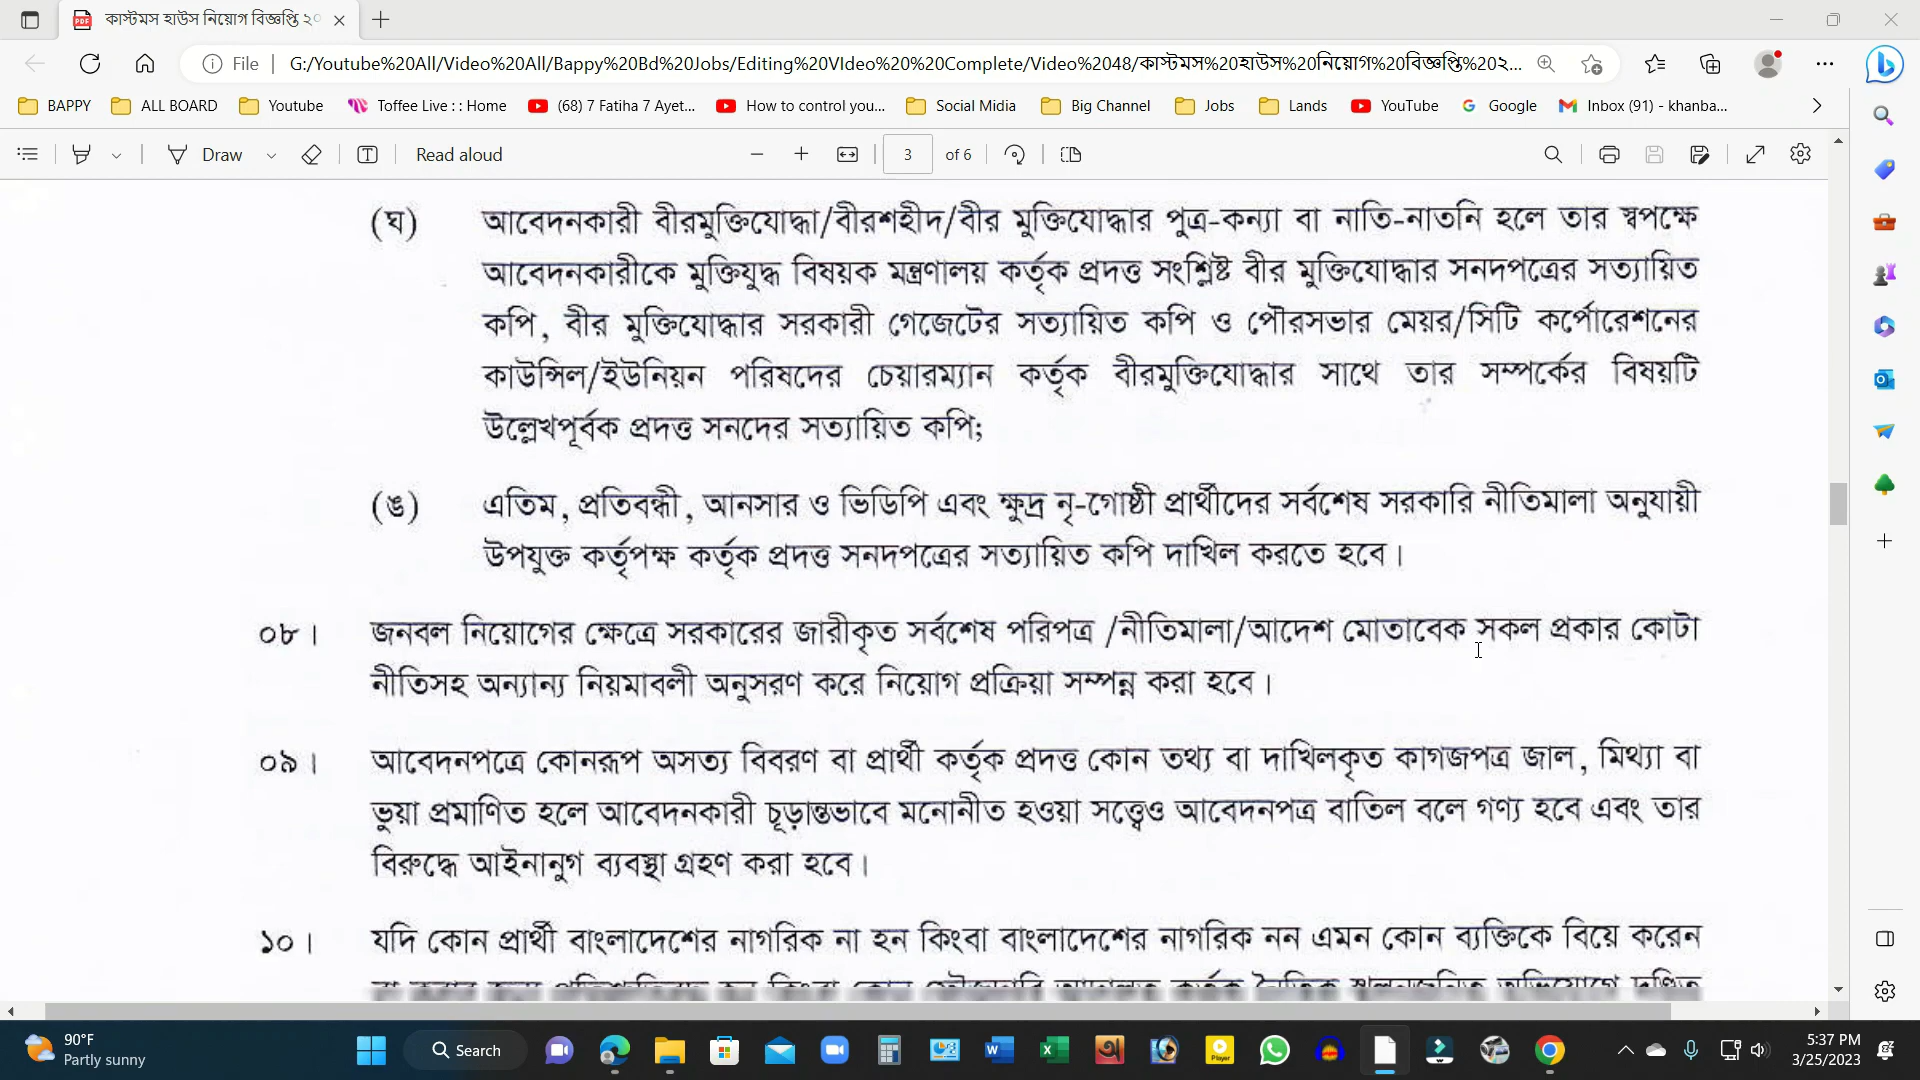 কাস্টমস হাউস নিয়োগ বিজ্ঞপ্তি ২০
File
G:/Youtube%20All/Video%20All/Bappy%20Bd%20Jobs/Editing%20VIdeo%20%20Complete/Video%2048/কাস্টমস%20হাউস%20নিয়োগ%20বিজ্ঞপ্তি%20২...
BAPPY ALL BOARD Youtube Toffee Live : : Home (68) 7 Fatiha 7 Ayet... How to control you... Social Midia Big Channel Jobs Lands YouTube Google Inbox (91) - khanba...
Draw Read aloud 3 of 6
(ঘ) আবেদনকারী বীরমুক্তিযোদ্ধা/বীরশহীদ/বীর মুক্তিযোদ্ধার পুত্র-কন্যা বা নাতি-নাতনি হলে তার স্বপক্ষে
আবেদনকারীকে মুক্তিযুদ্ধ বিষয়ক মন্ত্রণালয় কর্তৃক প্রদত্ত সংশ্লিষ্ট বীর মুক্তিযোদ্ধার সনদপত্রের সত্যায়িত
কপি, বীর মুক্তিযোদ্ধার সরকারী গেজেটের সত্যায়িত কপি ও পৌরসভার মেয়র/সিটি কর্পোরেশনের
কাউন্সিল/ইউনিয়ন পরিষদের চেয়ারম্যান কর্তৃক বীরমুক্তিযোদ্ধার সাথে তার সম্পর্কের বিষয়টি
উল্লেখপূর্বক প্রদত্ত সনদের সত্যায়িত কপি;
(ঙ) এতিম, প্রতিবন্ধী, আনসার ও ভিডিপি এবং ক্ষুদ্র নৃ-গোষ্ঠী প্রার্থীদের সর্বশেষ সরকারি নীতিমালা অনুযায়ী
উপযুক্ত কর্তৃপক্ষ কর্তৃক প্রদত্ত সনদপত্রের সত্যায়িত কপি দাখিল করতে হবে।
০৮। জনবল নিয়োগের ক্ষেত্রে সরকারের জারীকৃত সর্বশেষ পরিপত্র /নীতিমালা/আদেশ মোতাবেক সকল প্রকার কোটা
নীতিসহ অন্যান্য নিয়মাবলী অনুসরণ করে নিয়োগ প্রক্রিয়া সম্পন্ন করা হবে।
০৯। আবেদনপত্রে কোনরূপ অসত্য বিবরণ বা প্রার্থী কর্তৃক প্রদত্ত কোন তথ্য বা দাখিলকৃত কাগজপত্র জাল, মিথ্যা বা
ভুয়া প্রমাণিত হলে আবেদনকারী চূড়ান্তভাবে মনোনীত হওয়া সত্ত্বেও আবেদনপত্র বাতিল বলে গণ্য হবে এবং তার
বিরুদ্ধে আইনানুগ ব্যবস্থা গ্রহণ করা হবে।
১০। যদি কোন প্রার্থী বাংলাদেশের নাগরিক না হন কিংবা বাংলাদেশের নাগরিক নন এমন কোন ব্যক্তিকে বিয়ে করেন
90°F
Partly sunny
Search
Player
5:37 PM
3/25/2023